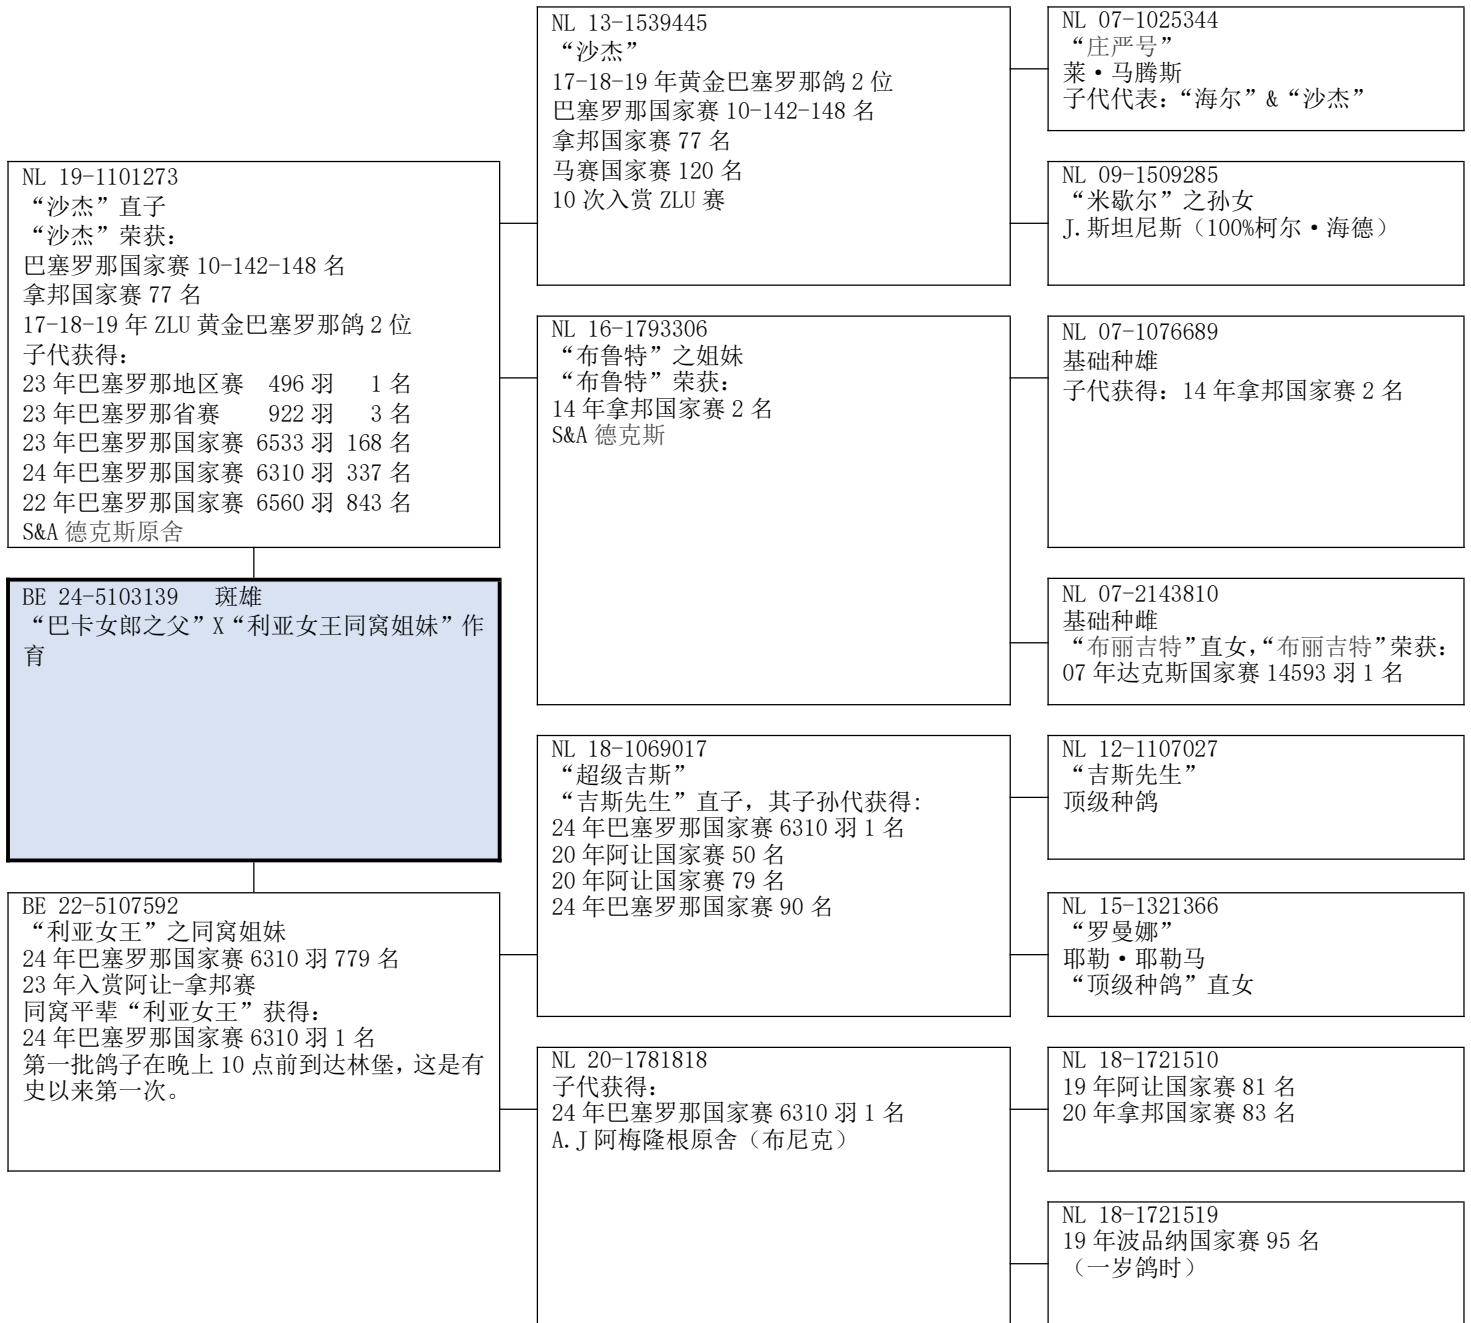 NL 19-1101273
“沙杰”直子
“沙杰”荣获：
巴塞罗那国家赛 10-142-148 名
拿邦国家赛 77 名
17-18-19 年 ZLU 黄金巴塞罗那鸽 2 位
子代获得：
23 年巴塞罗那地区赛 496 羽 1 名
23 年巴塞罗那省赛 922 羽 3 名
23 年巴塞罗那国家赛 6533 羽 168 名
24 年巴塞罗那国家赛 6310 羽 337 名
22 年巴塞罗那国家赛 6560 羽 843 名
S&A 德克斯原舍
BE 24-5103139 斑雄
“巴卡女郎之父”X“利亚女王同窝姐妹”作
育
BE 22-5107592
“利亚女王”之同窝姐妹
24 年巴塞罗那国家赛 6310 羽 779 名
23 年入赏阿让-拿邦赛
同窝平辈“利亚女王”获得：
24 年巴塞罗那国家赛 6310 羽 1 名
第一批鸽子在晚上 10 点前到达林堡，这是有
史以来第一次。
NL 13-1539445
“沙杰”
17-18-19 年黄金巴塞罗那鸽 2 位
巴塞罗那国家赛 10-142-148 名
拿邦国家赛 77 名
马赛国家赛 120 名
10 次入赏 ZLU 赛
NL 16-1793306
“布鲁特”之姐妹
“布鲁特”荣获：
14 年拿邦国家赛 2 名
S&A 德克斯
NL 18-1069017
“超级吉斯”
“吉斯先生”直子，其子孙代获得:
24 年巴塞罗那国家赛 6310 羽 1 名
20 年阿让国家赛 50 名
20 年阿让国家赛 79 名
24 年巴塞罗那国家赛 90 名
NL 20-1781818
子代获得：
24 年巴塞罗那国家赛 6310 羽 1 名
A.J 阿梅隆根原舍（布尼克）
NL 07-1025344
“庄严号”
莱·马腾斯
子代代表：“海尔”&“沙杰”
NL 09-1509285
“米歇尔”之孙女
J.斯坦尼斯（100%柯尔·海德）
NL 07-1076689
基础种雄
子代获得：14 年拿邦国家赛 2 名
NL 07-2143810
基础种雌
“布丽吉特”直女，“布丽吉特”荣获：
07 年达克斯国家赛 14593 羽 1 名
NL 12-1107027
“吉斯先生”
顶级种鸽
NL 15-1321366
“罗曼娜”
耶勒·耶勒马
“顶级种鸽”直女
NL 18-1721510
19 年阿让国家赛 81 名
20 年拿邦国家赛 83 名
NL 18-1721519
19 年波品纳国家赛 95 名
（一岁鸽时）